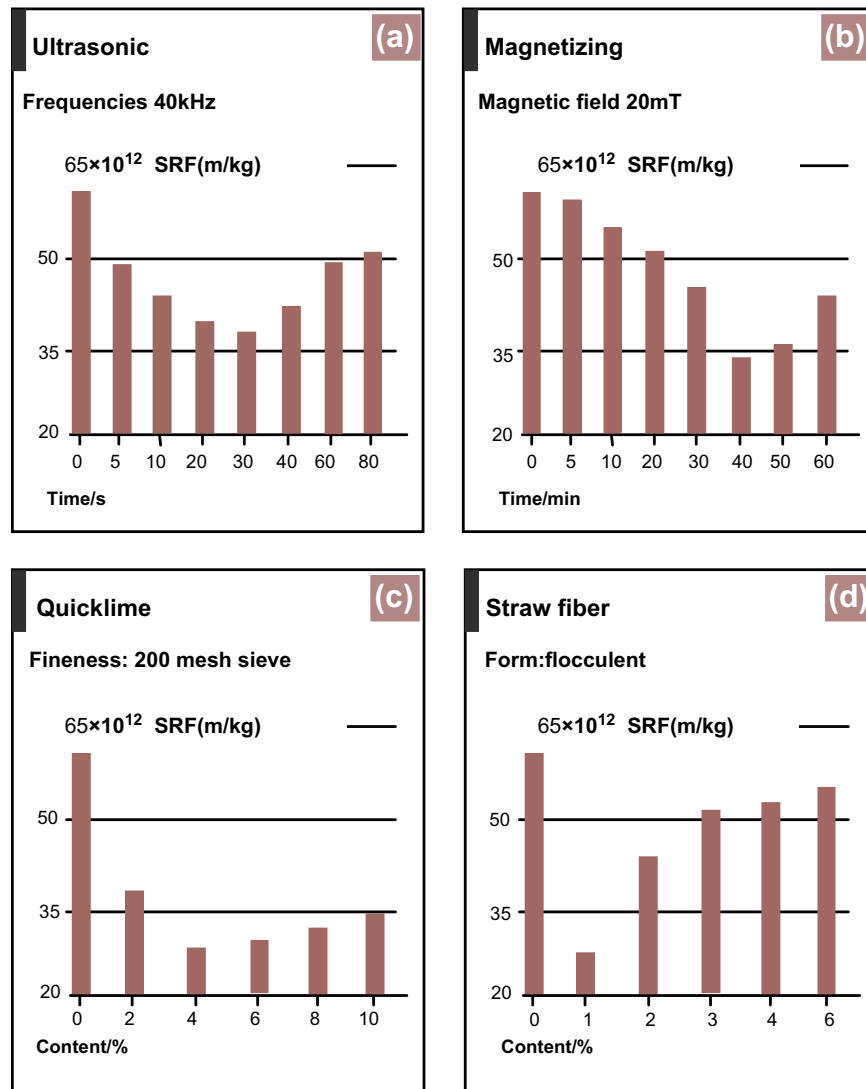 Ultrasonic (a)
Frequencies 40kHz
65×10¹² SRF(m/kg)
50
35
20
0 5 10 20 30 40 60 80
Time/s
Magnetizing (b)
Magnetic field 20mT
65×10¹² SRF(m/kg)
50
35
20
0 5 10 20 30 40 50 60
Time/min
Quicklime (c)
Fineness: 200 mesh sieve
65×10¹² SRF(m/kg)
50
35
20
0 2 4 6 8 10
Content/%
Straw fiber (d)
Form:flocculent
65×10¹² SRF(m/kg)
50
35
20
0 1 2 3 4 6
Content/%